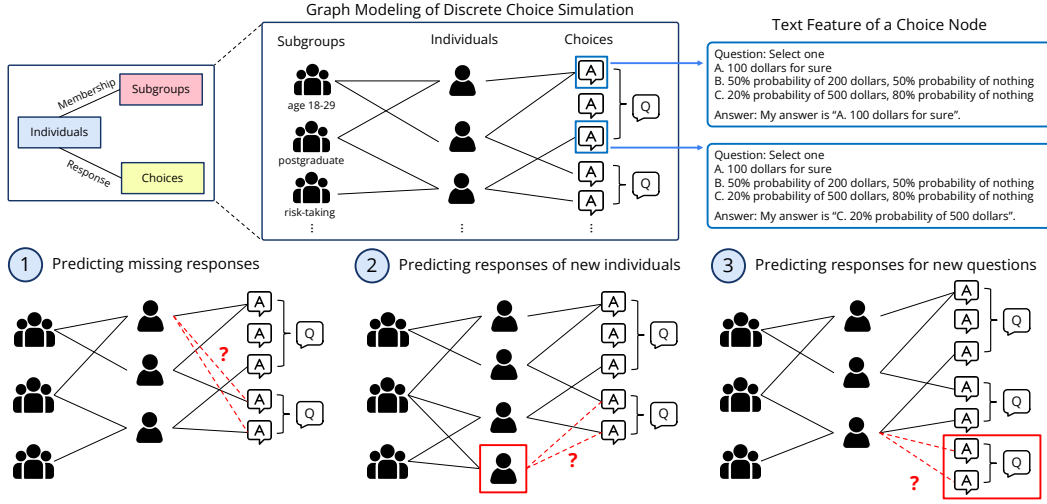 Graph Modeling of Discrete Choice Simulation
Subgroups
Individuals
Choices
Membership
Subgroups
Individuals
Response
Choices
age 18-29
postgraduate
risk-taking
...
A
A
A
Q
A
A
Q
Text Feature of a Choice Node
Question: Select one
A. 100 dollars for sure
B. 50% probability of 200 dollars, 50% probability of nothing
C. 20% probability of 500 dollars, 80% probability of nothing
Answer: My answer is “A. 100 dollars for sure”.
Question: Select one
A. 100 dollars for sure
B. 50% probability of 200 dollars, 50% probability of nothing
C. 20% probability of 500 dollars, 80% probability of nothing
Answer: My answer is “C. 20% probability of 500 dollars”.
1 Predicting missing responses
A
A
A
Q
?
A
A
Q
2 Predicting responses of new individuals
A
A
A
Q
A
A
Q
?
3 Predicting responses for new questions
A
A
A
Q
A
A
Q
A
A
Q
?